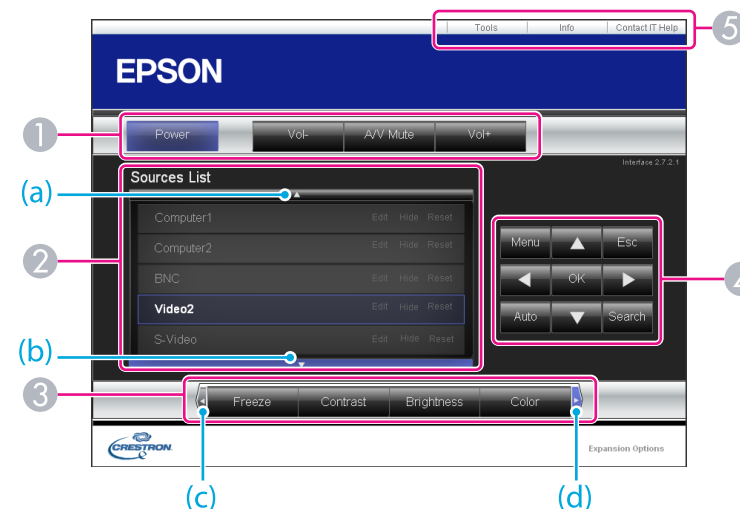 Tools Info Contact IT Help
5
EPSON
1
Power Vol- A/V Mute Vol+
Interfase 2.7.2.1
Sources List
(a)
Computer1 Edit Hide Reset
Computer2 Edit Hide Reset
2
BNC Edit Hide Reset
Video2 Edit Hide Reset
S-Video Edit Hide Reset
(b)
Menu Esc
OK
4
Auto Search
3
Freeze Contrast Brightness Color
CRESTRON
Expansion Options
(c) (d)